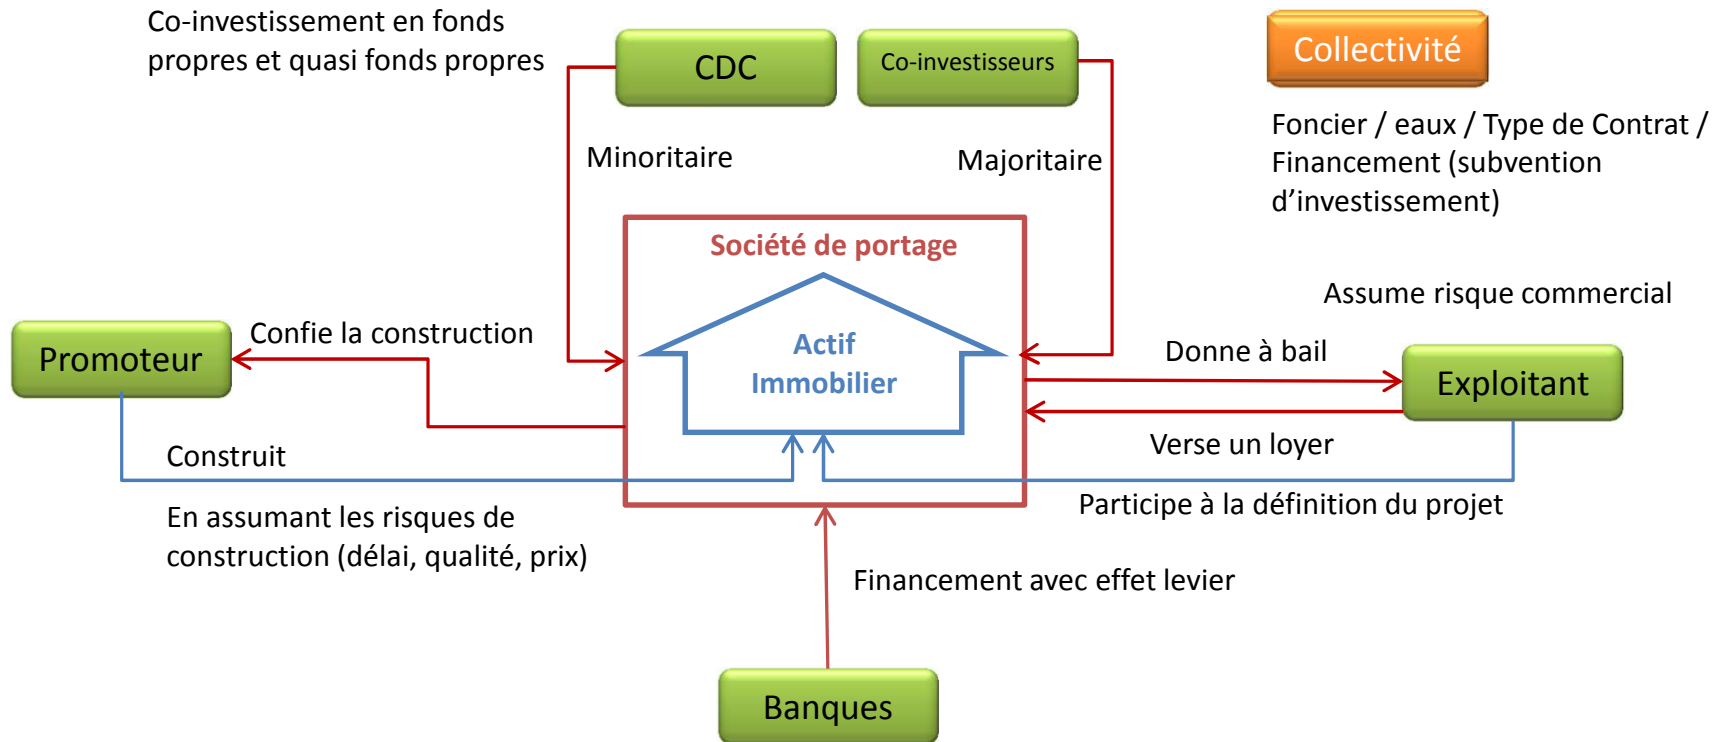 Co-investissement en fonds
propres et quasi fonds propres
CDC
Co-investisseurs
Collectivité
Foncier / eaux / Type de Contrat /
Financement (subvention
d’investissement)
Minoritaire
Majoritaire
Société de portage
Actif
Immobilier
Assume risque commercial
Promoteur
Confie la construction
Donne à bail
Exploitant
Verse un loyer
Construit
Participe à la définition du projet
En assumant les risques de
construction (délai, qualité, prix)
Financement avec effet levier
Banques